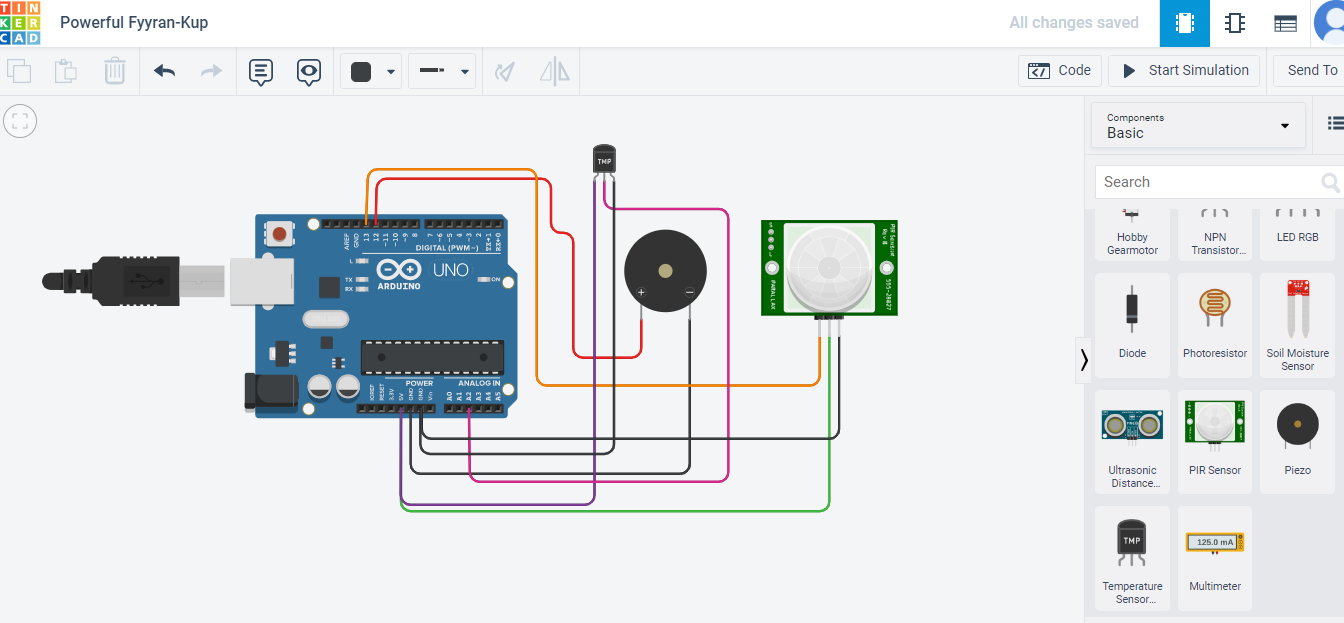 TIN
KER
CAD
Powerful Fyyran-Kup
All changes saved
Code
Start Simulation
Send To
Components
Basic
Search
Hobby
Gearmotor
NPN
Transistor...
LED RGB
Diode
Photoresistor
Soil Moisture
Sensor
Ultrasonic
Distance...
PIR Sensor
Piezo
TMP
125.0 mA
Temperature
Sensor...
Multimeter
TMP
AREF
GND
13
12
~11
~10
~9
8
7
~6
~5
4
~3
2
TX→1
RX←0
DIGITAL (PWM~)
L
TX
RX
UNO
ARDUINO
ON
POWER
ANALOG IN
IOREF
RESET
3.3V
5V
GND
GND
Vin
A0
A1
A2
A3
A4
A5
+
−
PIR Sensor
Rev B
PARALLAX
555-28027